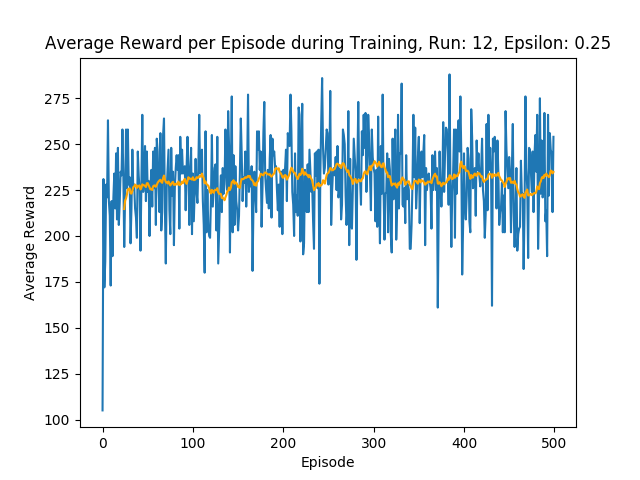 Average Reward per Episode during Training, Run: 12, Epsilon: 0.25
275
250
225
200
175
150
125
100
Average Reward
0 100 200 300 400 500
Episode